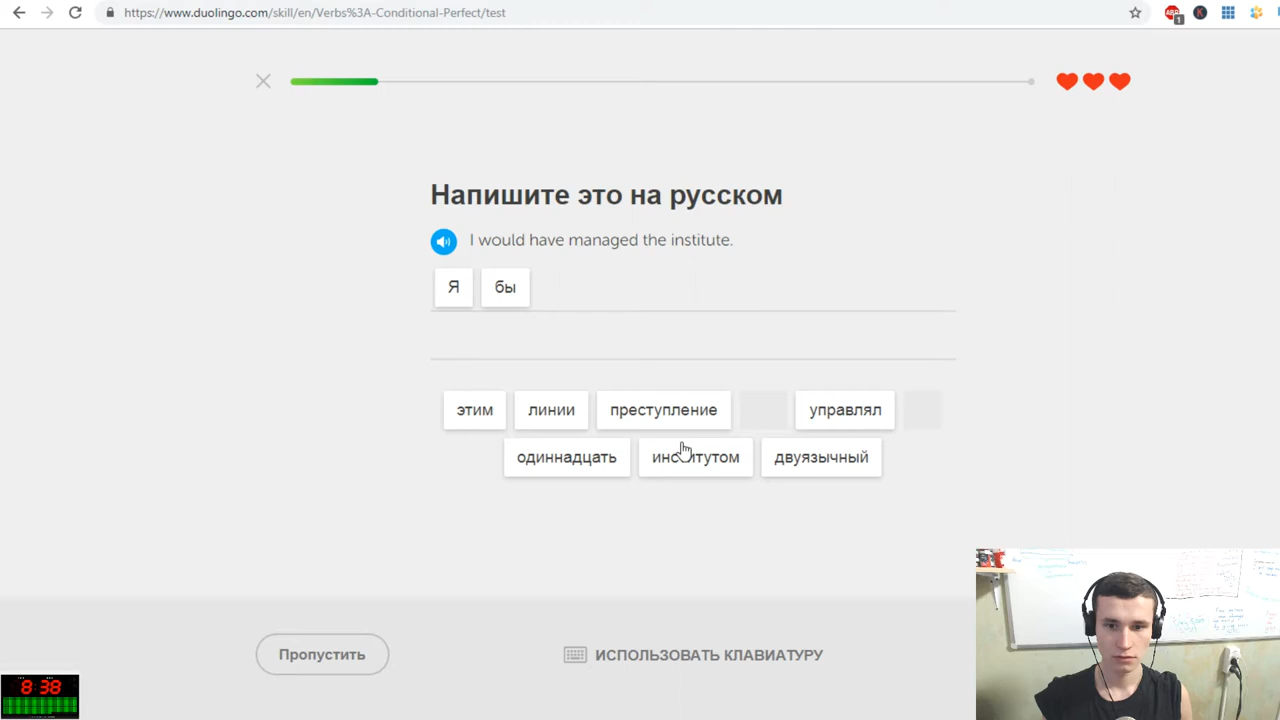 https://www.duolingo.com/skill/en/Verbs%3A-Conditional-Perfect/test
Напишите это на русском
I would have managed the institute.
Я бы
этим линии преступление управлял
одиннадцать институтом двуязычный
Пропустить ИСПОЛЬЗОВАТЬ КЛАВИАТУРУ
8:38